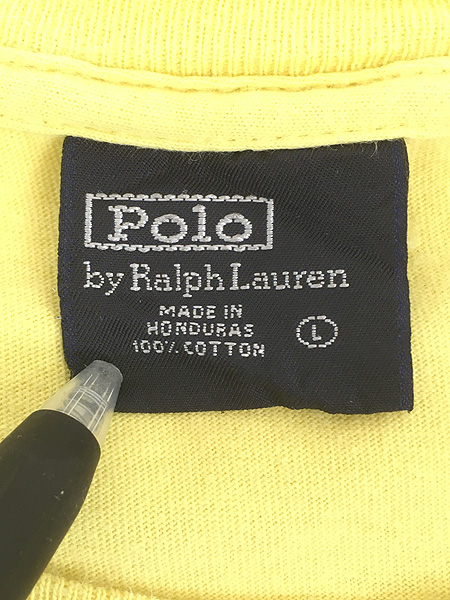 Polo
by Ralph Lauren
MADE IN
HONDURAS
100% COTTON
L